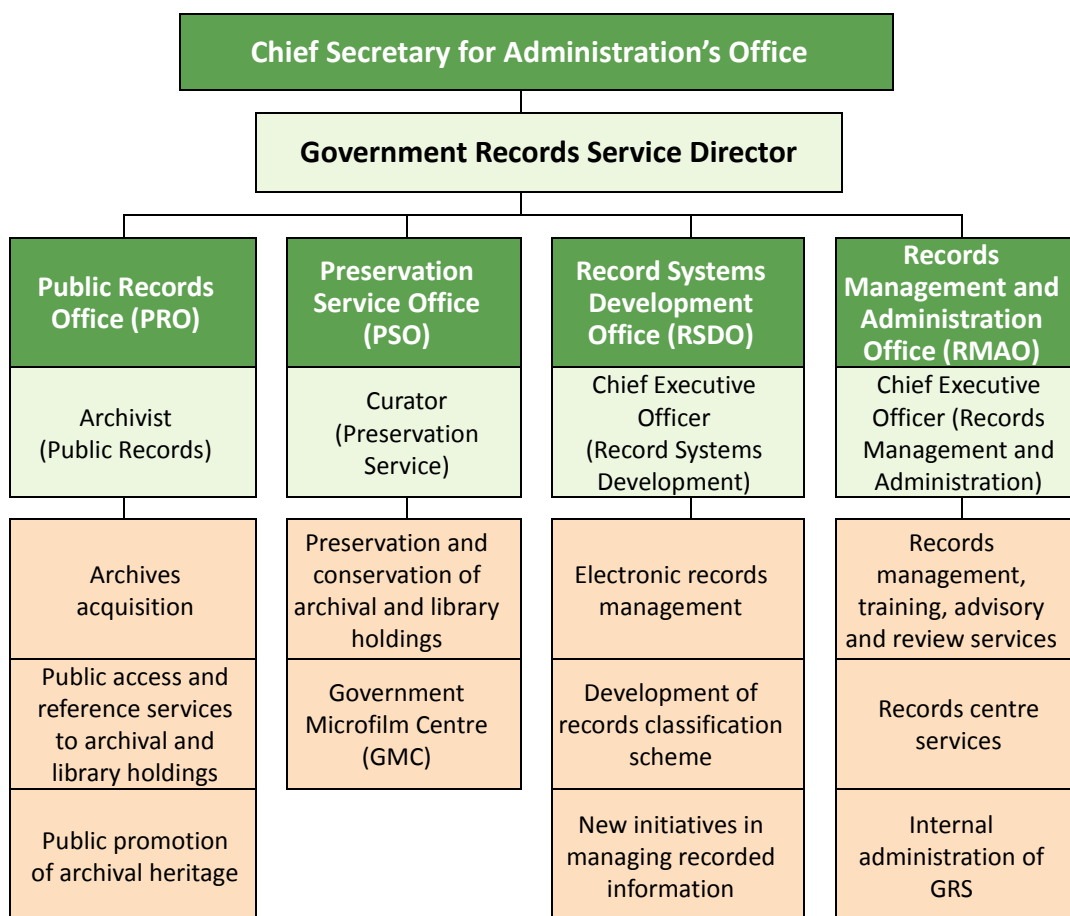 Chief Secretary for Administration’s Office
Government Records Service Director
Public Records
Office (PRO)
Archivist
(Public Records)
Archives
acquisition
Public access and
reference services
to archival and
library holdings
Public promotion
of archival heritage
Preservation
Service Office
(PSO)
Curator
(Preservation
Service)
Preservation and
conservation of
archival and library
holdings
Government
Microfilm Centre
(GMC)
Record Systems
Development
Office (RSDO)
Chief Executive
Officer
(Record Systems
Development)
Electronic records
management
Development of
records classification
scheme
New initiatives in
managing recorded
information
Records
Management and
Administration
Office (RMAO)
Chief Executive
Officer (Records
Management and
Administration)
Records
management,
training, advisory
and review services
Records centre
services
Internal
administration of
GRS